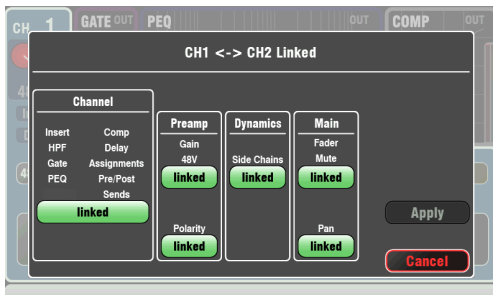 CH 1 GATE OUT PEQ OUT COMP OUT
CH1 <-> CH2 Linked
Channel
Insert Comp
HPF Delay
Gate Assignments
PEQ Pre/Post
Sends
linked
Preamp
Gain
48V
linked
Polarity
linked
Dynamics
Side Chains
linked
Main
Fader
Mute
linked
Pan
linked
Apply
Cancel